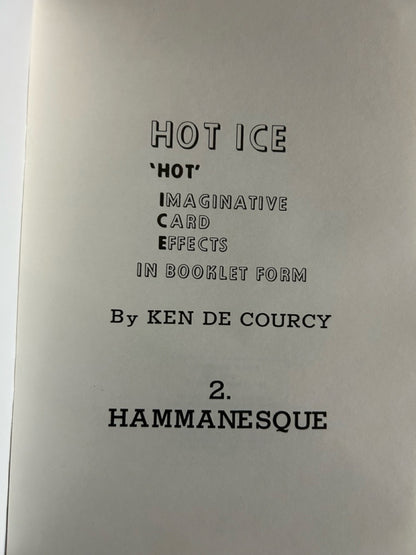 HOT ICE
'HOT'
IMAGINATIVE
CARD
EFFECTS
IN BOOKLET FORM
By KEN DE COURCY
2.
HAMMANESQUE